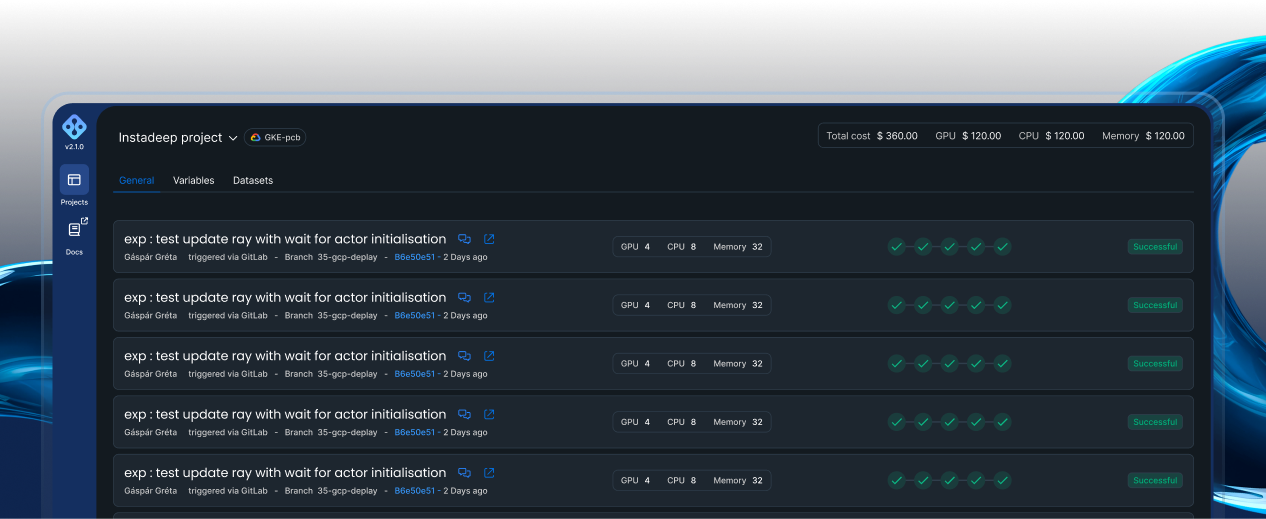 v2.1.0
Projects
Docs
Instadeep project GKE-pcb
Total cost $ 360.00 GPU $ 120.00 CPU $ 120.00 Memory $ 120.00
General Variables Datasets
exp : test update ray with wait for actor initialisation
Gáspár Gréta triggered via GitLab - Branch 35-gcp-deplay - B6e50e51 - 2 Days ago
GPU 4 CPU 8 Memory 32
Successful
exp : test update ray with wait for actor initialisation
Gáspár Gréta triggered via GitLab - Branch 35-gcp-deplay - B6e50e51 - 2 Days ago
GPU 4 CPU 8 Memory 32
Successful
exp : test update ray with wait for actor initialisation
Gáspár Gréta triggered via GitLab - Branch 35-gcp-deplay - B6e50e51 - 2 Days ago
GPU 4 CPU 8 Memory 32
Successful
exp : test update ray with wait for actor initialisation
Gáspár Gréta triggered via GitLab - Branch 35-gcp-deplay - B6e50e51 - 2 Days ago
GPU 4 CPU 8 Memory 32
Successful
exp : test update ray with wait for actor initialisation
Gáspár Gréta triggered via GitLab - Branch 35-gcp-deplay - B6e50e51 - 2 Days ago
GPU 4 CPU 8 Memory 32
Successful